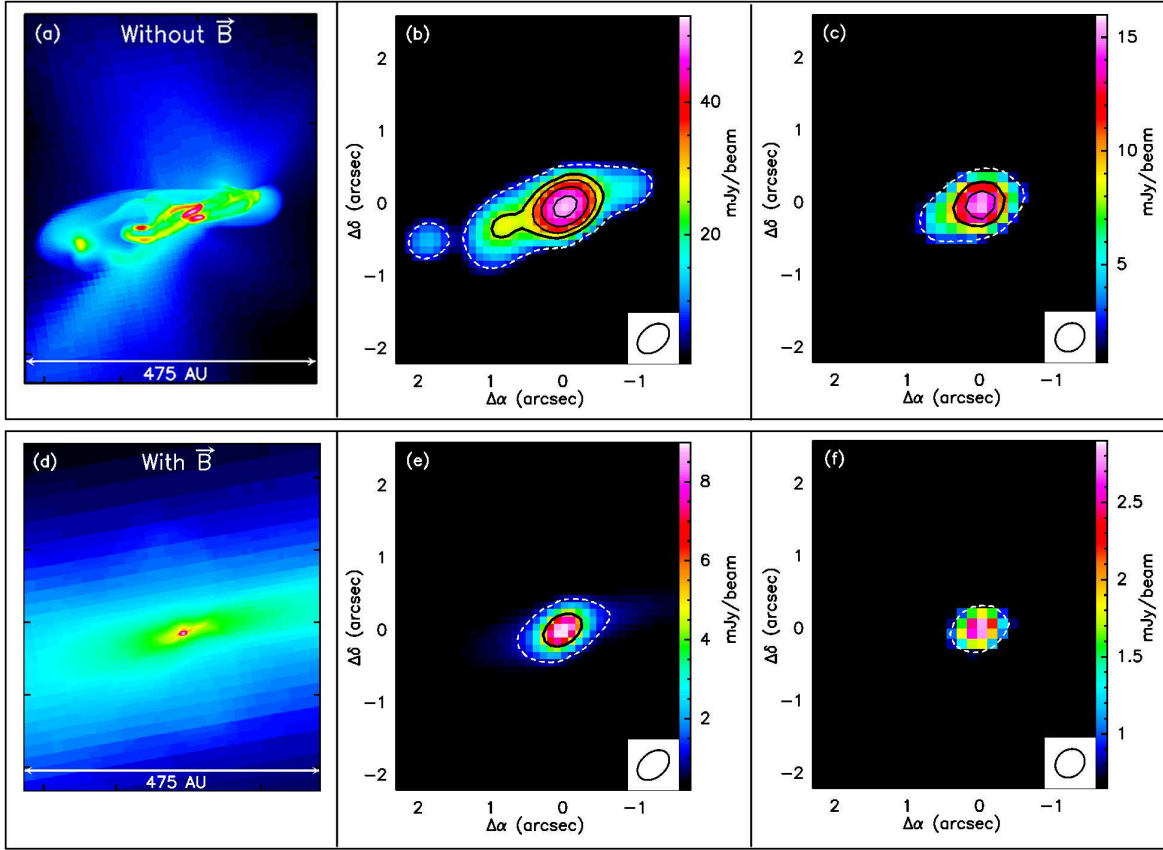 (a) Without B
475 AU
(b)
2
1
0
−1
−2
2 1 0 −1
Δα (arcsec)
Δδ (arcsec)
40
20
mJy/beam
(c)
2
1
0
−1
−2
2 1 0 −1
Δα (arcsec)
Δδ (arcsec)
15
10
5
mJy/beam
(d) With B
475 AU
(e)
2
1
0
−1
−2
2 1 0 −1
Δα (arcsec)
Δδ (arcsec)
8
6
4
2
mJy/beam
(f)
2
1
0
−1
−2
2 1 0 −1
Δα (arcsec)
Δδ (arcsec)
2.5
2
1.5
1
mJy/beam